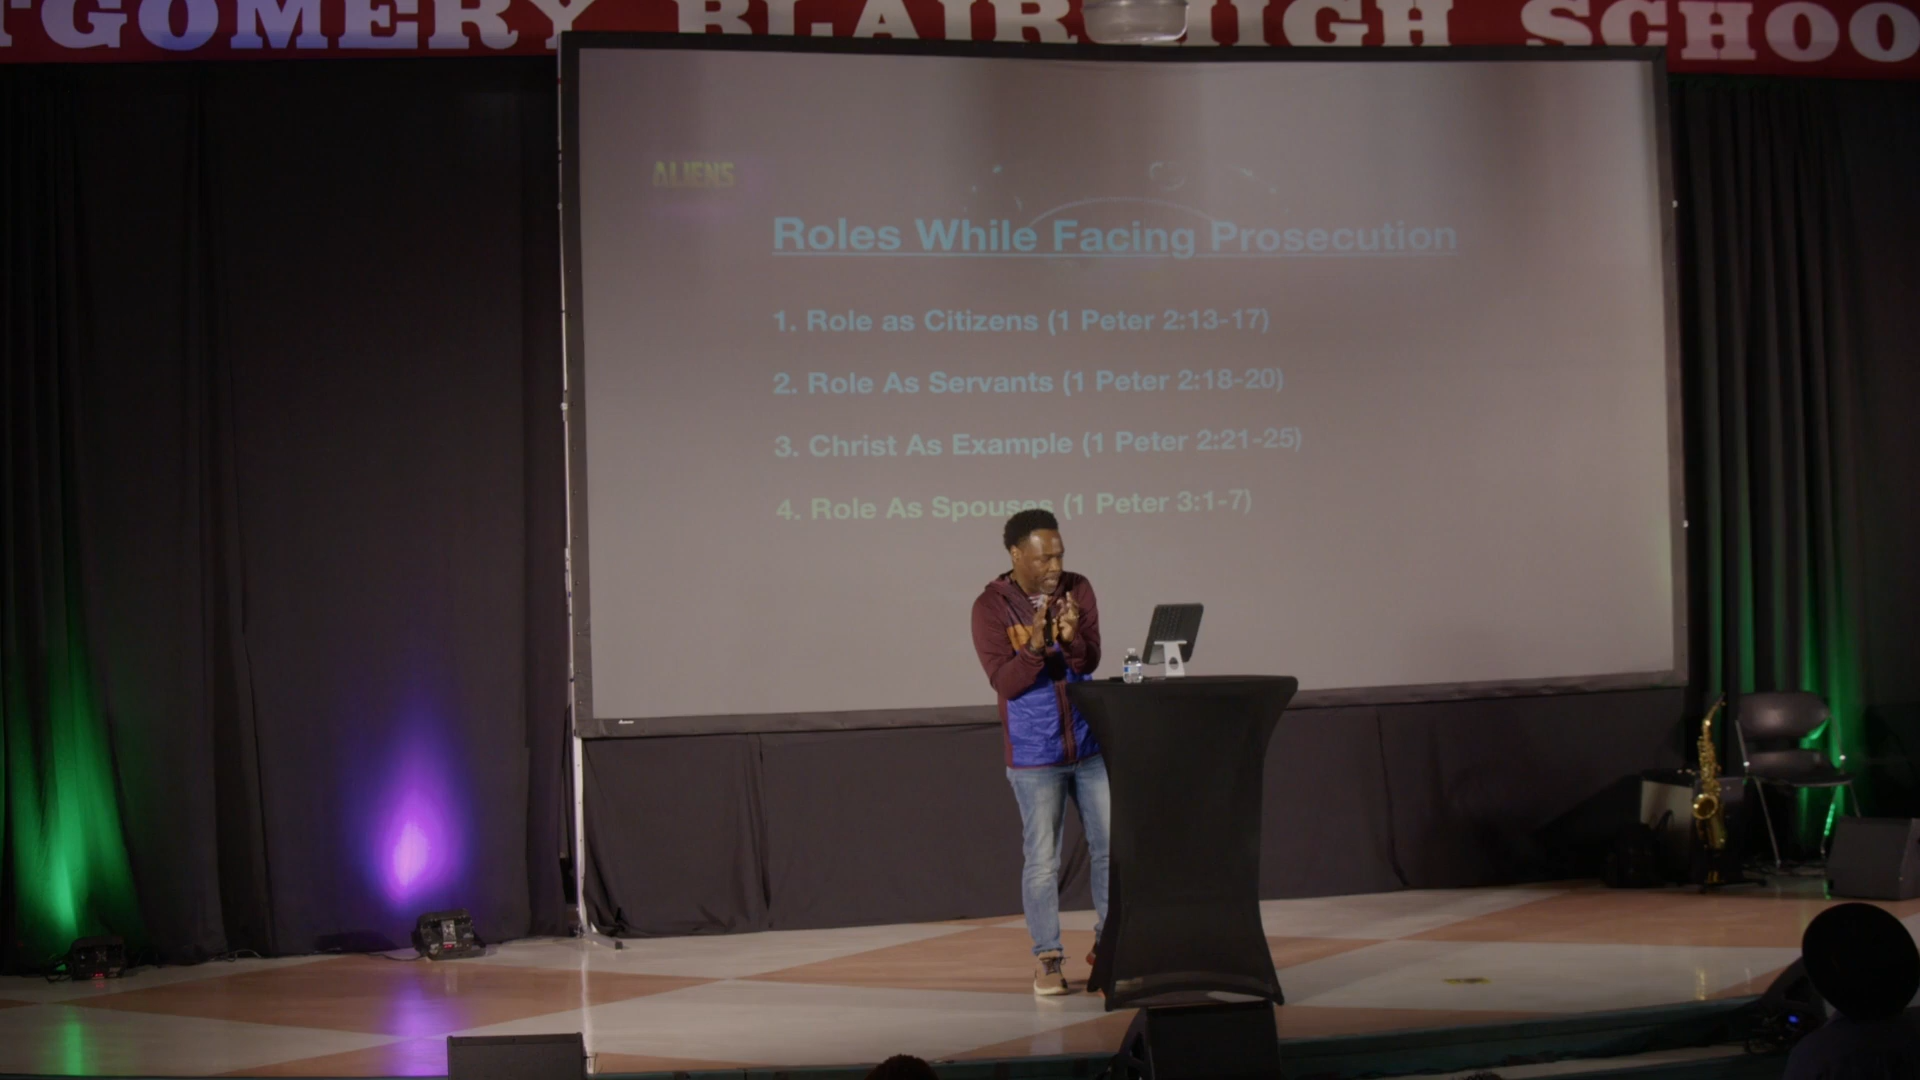 TGOMERY BLAIR HIGH SCHOO
ALIENS
Roles While Facing Prosecution
1. Role as Citizens (1 Peter 2:13-17)
2. Role As Servants (1 Peter 2:18-20)
3. Christ As Example (1 Peter 2:21-25)
4. Role As Spouses (1 Peter 3:1-7)